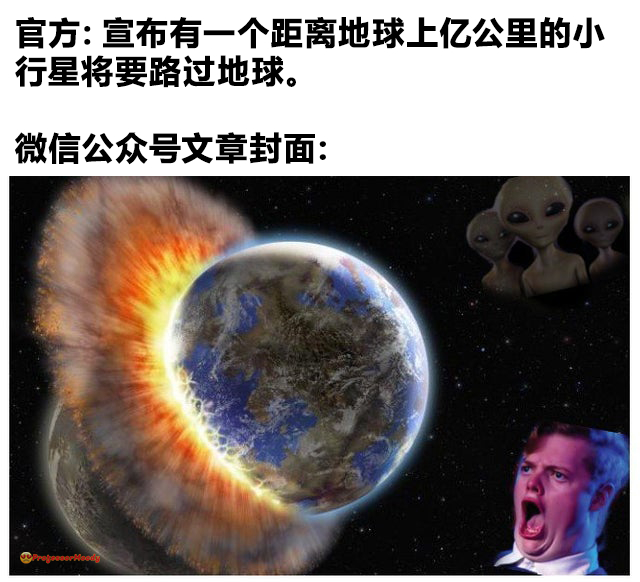 官方: 宣布有一个距离地球上亿公里的小
行星将要路过地球。
微信公众号文章封面:
ProfessorMoody